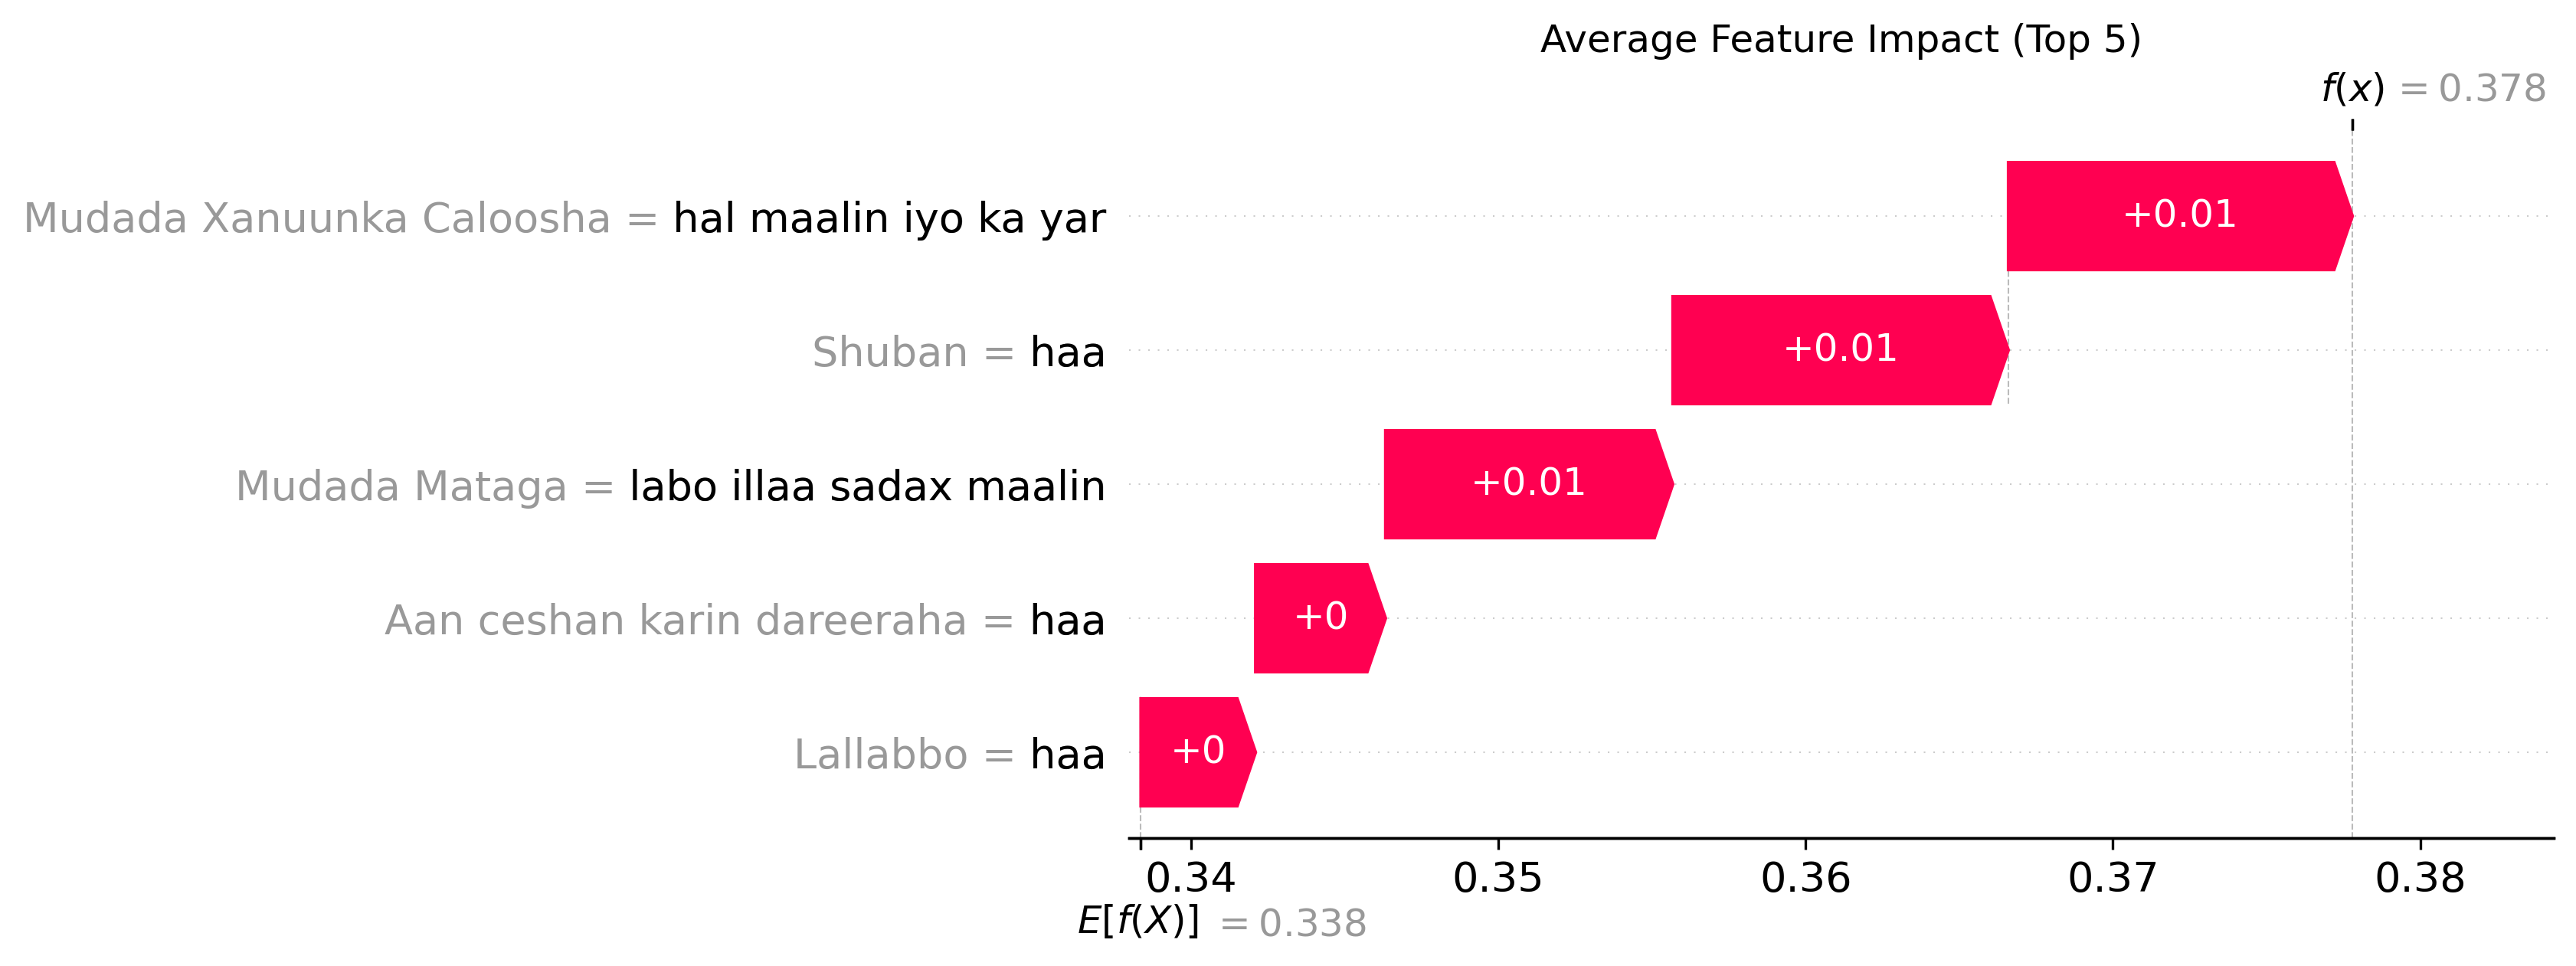 Average Feature Impact (Top 5)
f(x) = 0.378
Mudada Xanuunka Caloosha = hal maalin iyo ka yar
+0.01
Shuban = haa
+0.01
Mudada Mataga = labo illaa sadax maalin
+0.01
Aan ceshan karin dareeraha = haa
+0
Lallabbo = haa
+0
0.34 0.35 0.36 0.37 0.38
E[f(X)] = 0.338